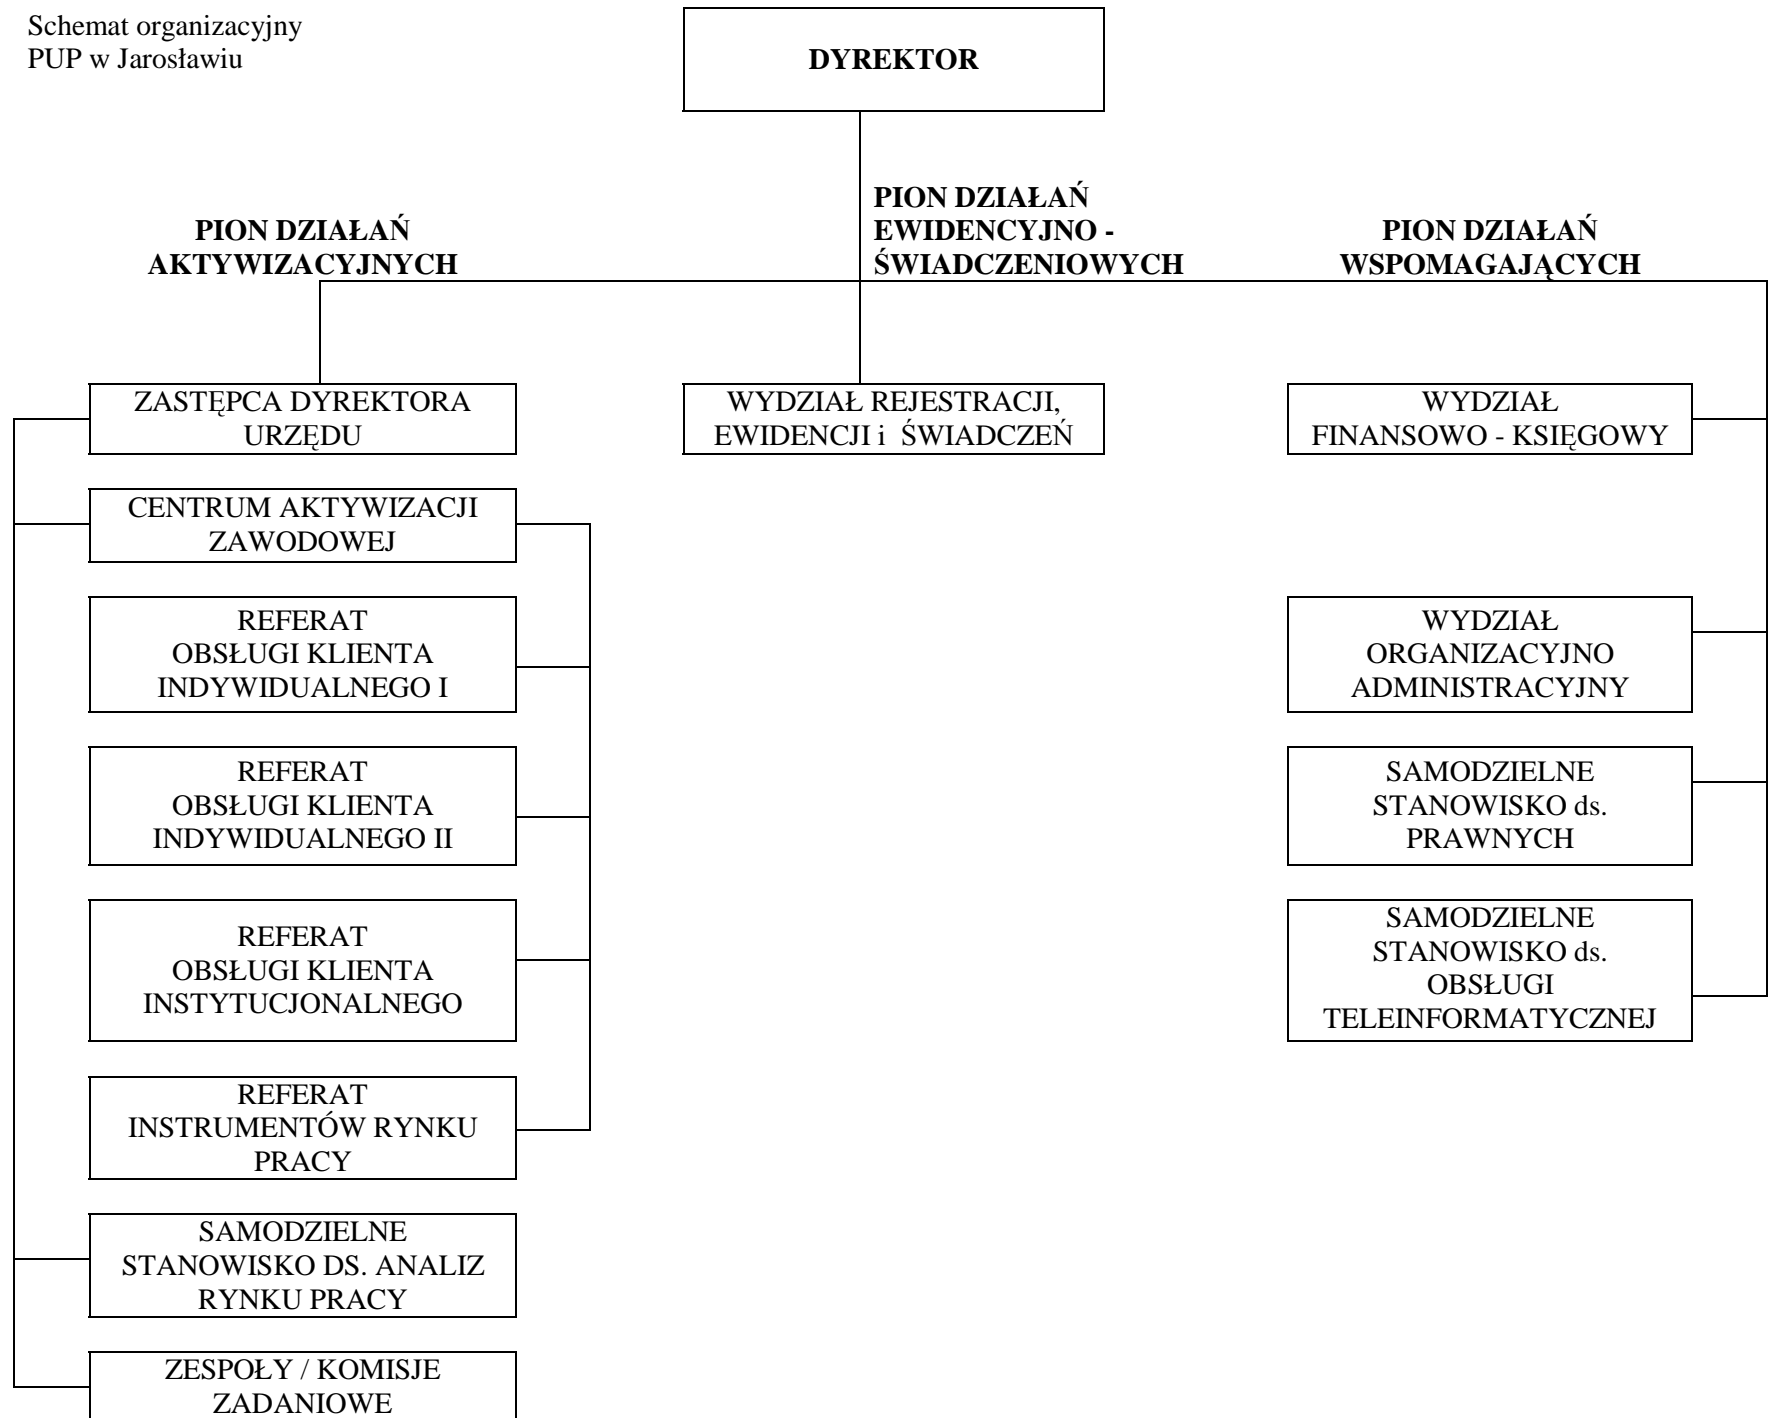 Schemat organizacyjny
PUP w Jarosławiu
DYREKTOR
PION DZIAŁAŃ
AKTYWIZACYJNYCH
PION DZIAŁAŃ
EWIDENCYJNO -
ŚWIADCZENIOWYCH
PION DZIAŁAŃ
WSPOMAGAJĄCYCH
ZASTĘPCA DYREKTORA
URZĘDU
WYDZIAŁ REJESTRACJI,
EWIDENCJI i ŚWIADCZEŃ
WYDZIAŁ
FINANSOWO - KSIĘGOWY
CENTRUM AKTYWIZACJI
ZAWODOWEJ
REFERAT
OBSŁUGI KLIENTA
INDYWIDUALNEGO I
WYDZIAŁ
ORGANIZACYJNO
ADMINISTRACYJNY
REFERAT
OBSŁUGI KLIENTA
INDYWIDUALNEGO II
SAMODZIELNE
STANOWISKO ds.
PRAWNYCH
REFERAT
OBSŁUGI KLIENTA
INSTYTUCJONALNEGO
SAMODZIELNE
STANOWISKO ds.
OBSŁUGI
TELEINFORMATYCZNEJ
REFERAT
INSTRUMENTÓW RYNKU
PRACY
SAMODZIELNE
STANOWISKO DS. ANALIZ
RYNKU PRACY
ZESPOŁY / KOMISJE
ZADANIOWE